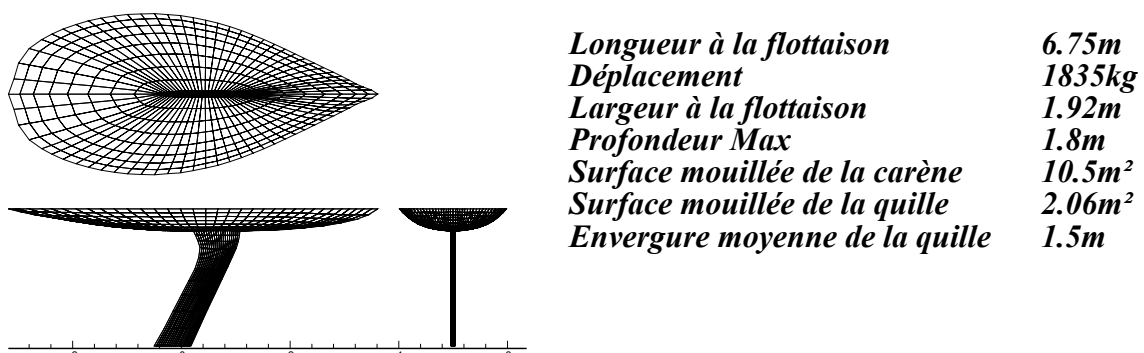 Longueur à la flottaison 6.75m
Déplacement 1835kg
Largeur à la flottaison 1.92m
Profondeur Max 1.8m
Surface mouillée de la carène 10.5m²
Surface mouillée de la quille 2.06m²
Envergure moyenne de la quille 1.5m